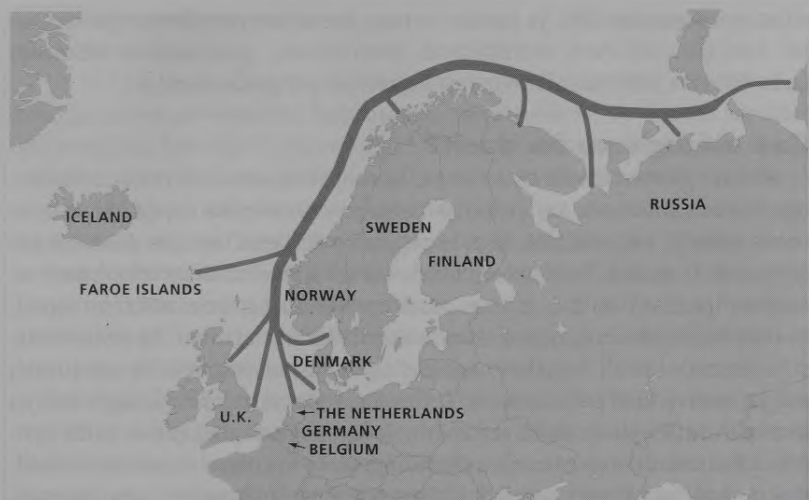 ICELAND
RUSSIA
SWEDEN
FINLAND
FAROE ISLANDS
NORWAY
DENMARK
U.K.
THE NETHERLANDS
GERMANY
BELGIUM